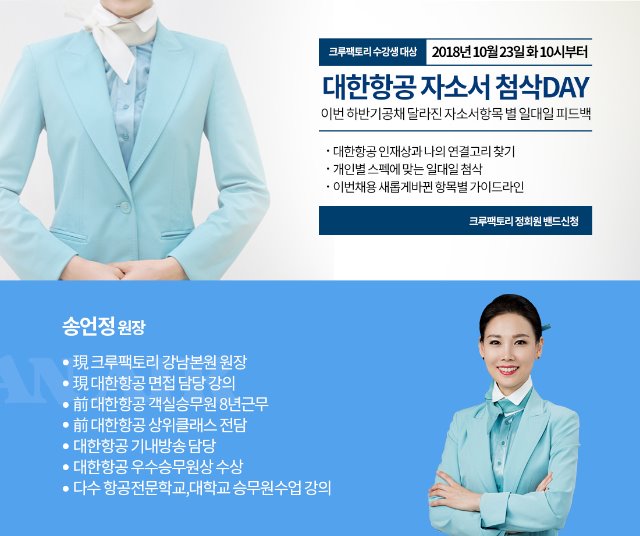 크루팩토리 수강생 대상
2018년 10월 23일 화 10시부터
대한항공 자소서 첨삭DAY
이번 하반기공채 달라진 자소서항목 별 일대일 피드백
· 대한항공 인재상과 나의 연결고리 찾기
· 개인별 스펙에 맞는 일대일 첨삭
· 이번채용 새롭게바뀐 항목별 가이드라인
크루팩토리 정회원 밴드신청
송언정 원장
• 現 크루팩토리 강남본원 원장
• 現 대한항공 면접 담당 강의
• 前 대한항공 객실승무원 8년근무
• 前 대한항공 상위클래스 전담
• 대한항공 기내방송 담당
• 대한항공 우수승무원상 수상
• 다수 항공전문학교,대학교 승무원수업 강의